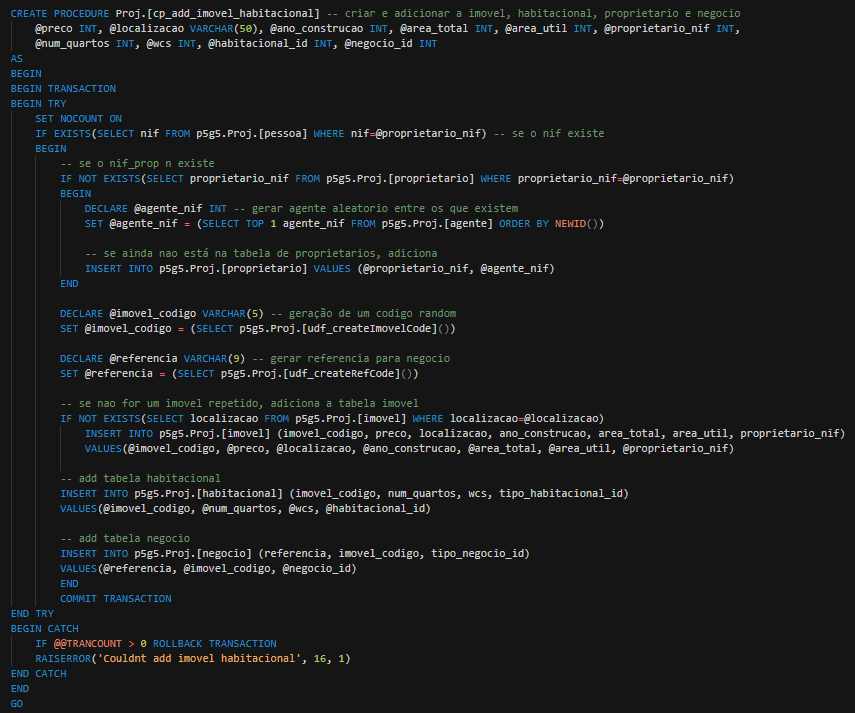 CREATE PROCEDURE Proj.[cp_add_imovel_habitacional] -- criar e adicionar a imovel, habitacional, proprietario e negocio
@preco INT, @localizacao VARCHAR(50), @ano_construcao INT, @area_total INT, @area_util INT, @proprietario_nif INT,
@num_quartos INT, @wcs INT, @habitacional_id INT, @negocio_id INT
AS
BEGIN
BEGIN TRANSACTION
BEGIN TRY
SET NOCOUNT ON
IF EXISTS(SELECT nif FROM p5g5.Proj.[pessoa] WHERE nif=@proprietario_nif) -- se o nif existe
BEGIN
-- se o nif_prop n existe
IF NOT EXISTS(SELECT proprietario_nif FROM p5g5.Proj.[proprietario] WHERE proprietario_nif=@proprietario_nif)
BEGIN
DECLARE @agente_nif INT -- gerar agente aleatorio entre os que existem
SET @agente_nif = (SELECT TOP 1 agente_nif FROM p5g5.Proj.[agente] ORDER BY NEWID())
-- se ainda nao está na tabela de proprietarios, adiciona
INSERT INTO p5g5.Proj.[proprietario] VALUES (@proprietario_nif, @agente_nif)
END
DECLARE @imovel_codigo VARCHAR(5) -- geração de um codigo random
SET @imovel_codigo = (SELECT p5g5.Proj.[udf_createImovelCode]())
DECLARE @referencia VARCHAR(9) -- gerar referencia para negocio
SET @referencia = (SELECT p5g5.Proj.[udf_createRefCode]())
-- se nao for um imovel repetido, adiciona a tabela imovel
IF NOT EXISTS(SELECT localizacao FROM p5g5.Proj.[imovel] WHERE localizacao=@localizacao)
INSERT INTO p5g5.Proj.[imovel] (imovel_codigo, preco, localizacao, ano_construcao, area_total, area_util, proprietario_nif)
VALUES(@imovel_codigo, @preco, @localizacao, @ano_construcao, @area_total, @area_util, @proprietario_nif)
-- add tabela habitacional
INSERT INTO p5g5.Proj.[habitacional] (imovel_codigo, num_quartos, wcs, tipo_habitacional_id)
VALUES(@imovel_codigo, @num_quartos, @wcs, @habitacional_id)
-- add tabela negocio
INSERT INTO p5g5.Proj.[negocio] (referencia, imovel_codigo, tipo_negocio_id)
VALUES(@referencia, @imovel_codigo, @negocio_id)
END
COMMIT TRANSACTION
END TRY
BEGIN CATCH
IF @@TRANCOUNT > 0 ROLLBACK TRANSACTION
RAISERROR('Couldnt add imovel habitacional', 16, 1)
END CATCH
END
GO